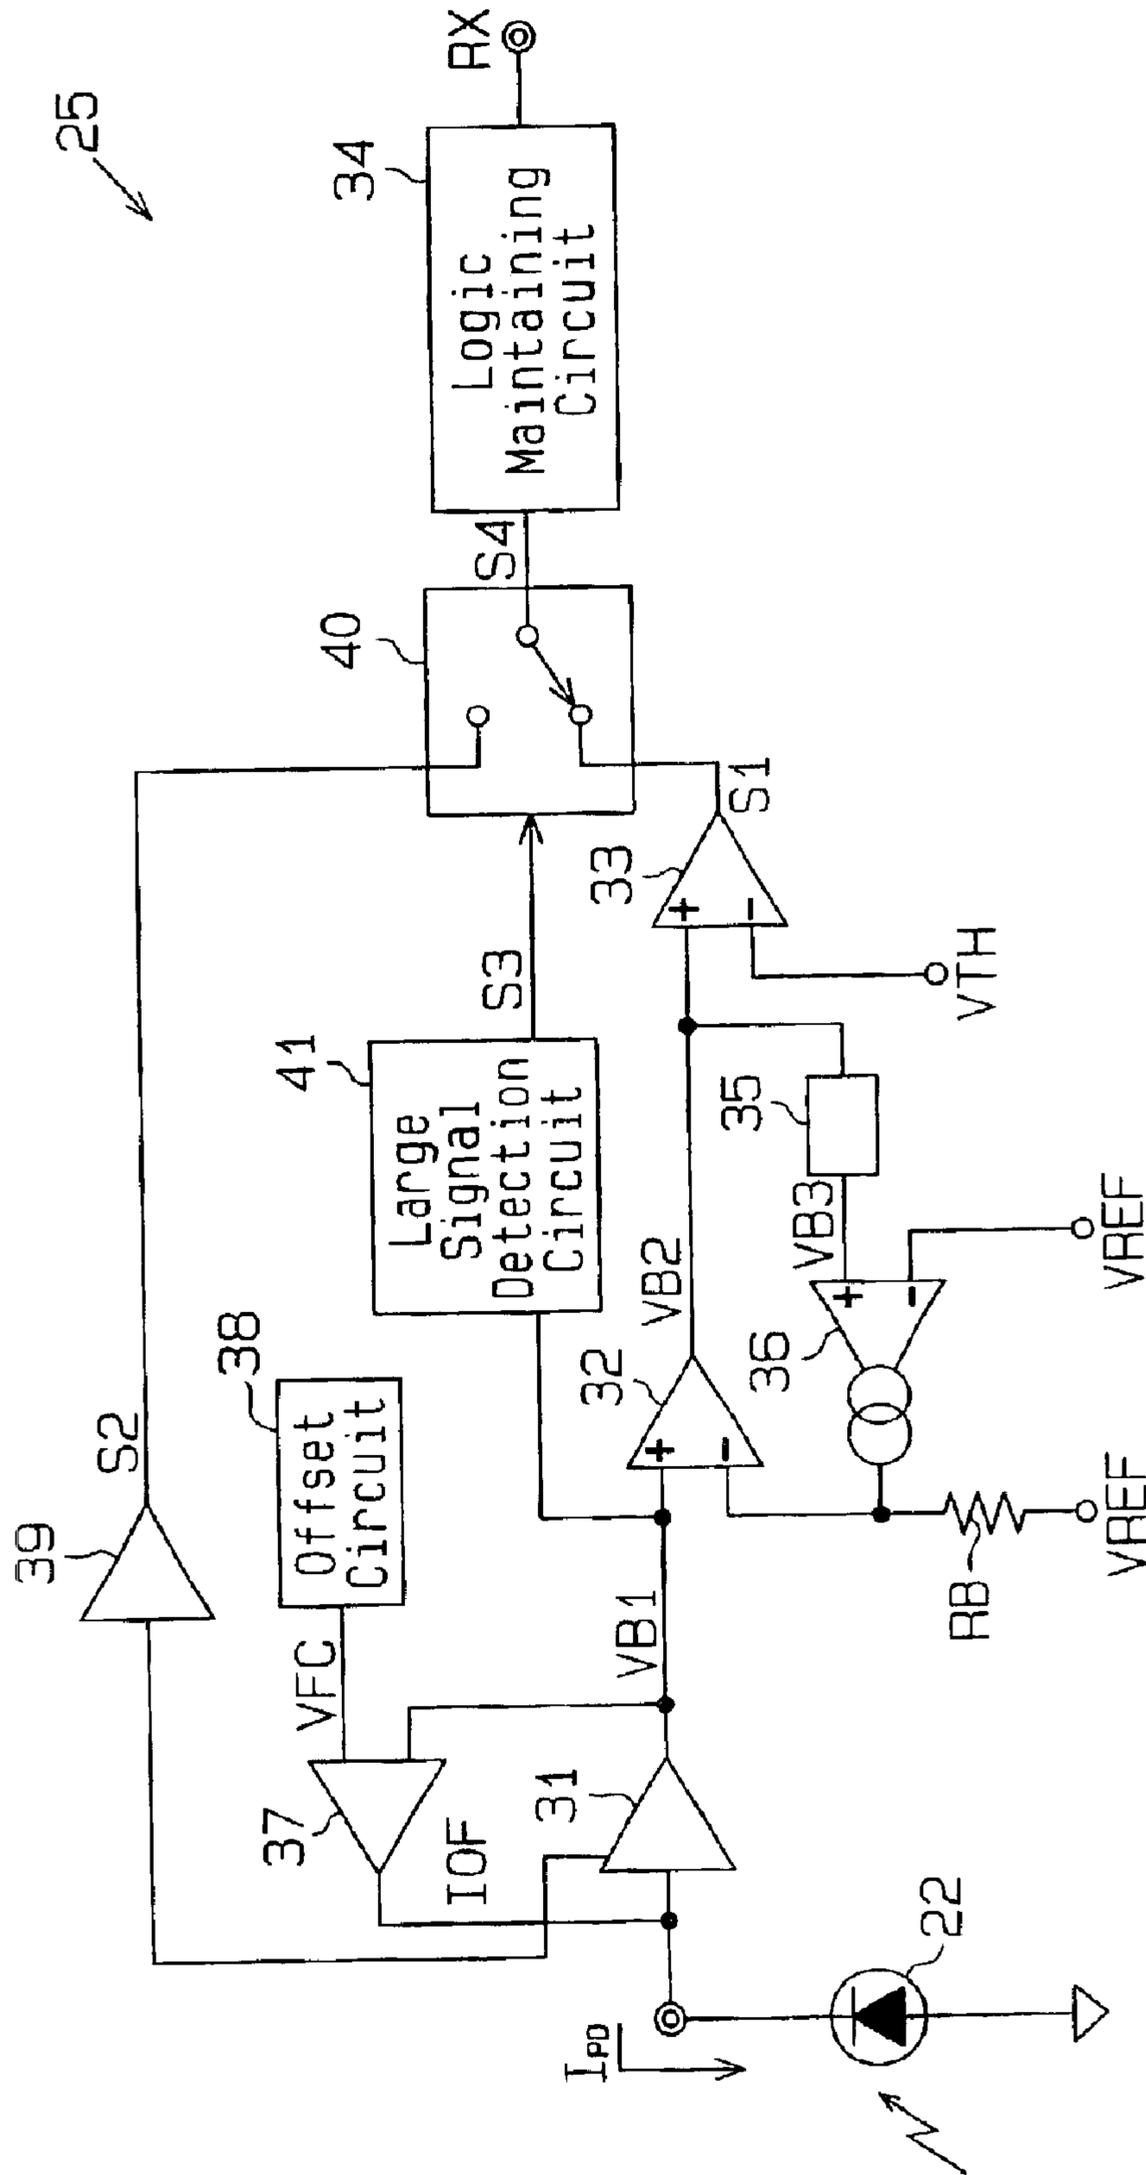 25
39
S2
37
VFC
38
Offset
Circuit
41
Large
Signal
Detection
Circuit
S3
40
S4
34
Logic
Maintaining
Circuit
RX
IOF
31
VB1
32
VB2
33
S1
IPD
22
RB
VREF
36
VB3
VREF
35
VTH
+
−
+
−
+
−